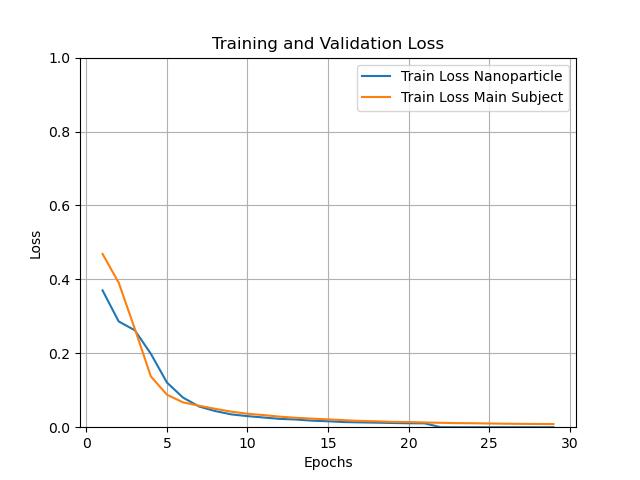 Training and Validation Loss
Train Loss Nanoparticle
Train Loss Main Subject
1.0
0.8
0.6
0.4
0.2
0.0
Loss
0 5 10 15 20 25 30
Epochs